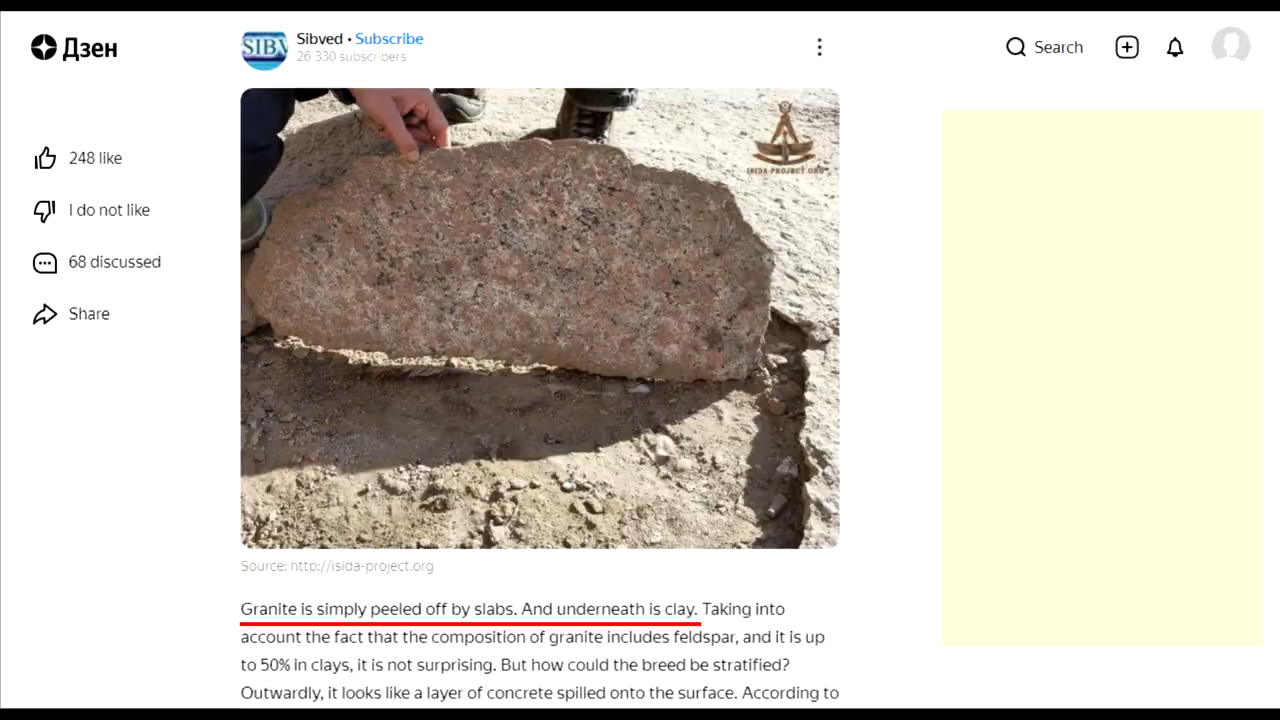 Дзен
SIBV
Sibved • Subscribe
26 330 subscribers
Search
248 like
I do not like
68 discussed
Share
ISIDA-PROJECT.ORG
Source: http://isida-project.org
Granite is simply peeled off by slabs. And underneath is clay. Taking into
account the fact that the composition of granite includes feldspar, and it is up
to 50% in clays, it is not surprising. But how could the breed be stratified?
Outwardly, it looks like a layer of concrete spilled onto the surface. According to